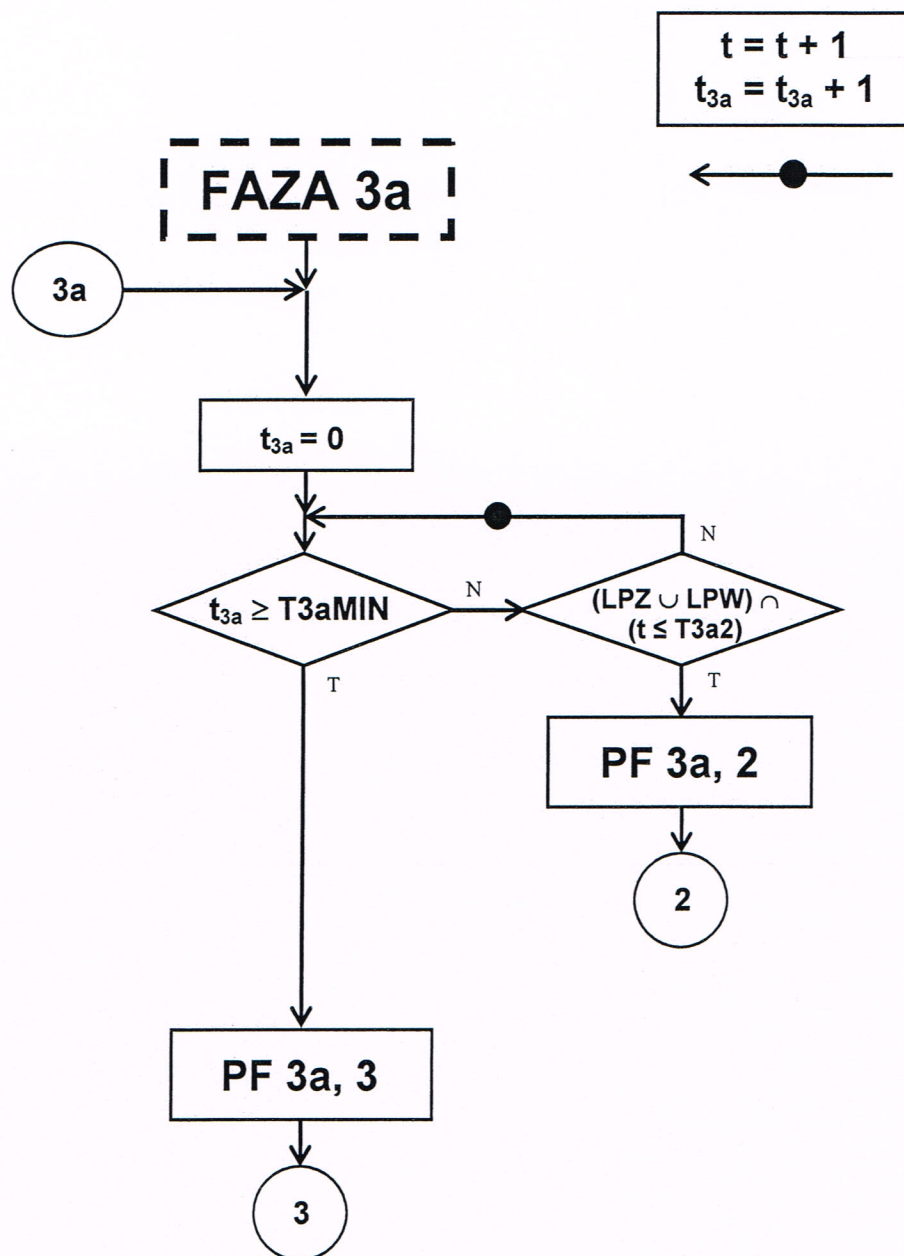 t = t + 1
t3a = t3a + 1
FAZA 3a
3a
t3a = 0
N
t3a ≥ T3aMIN
N
(LPZ ∪ LPW) ∩
(t ≤ T3a2)
T
T
PF 3a, 2
2
PF 3a, 3
3